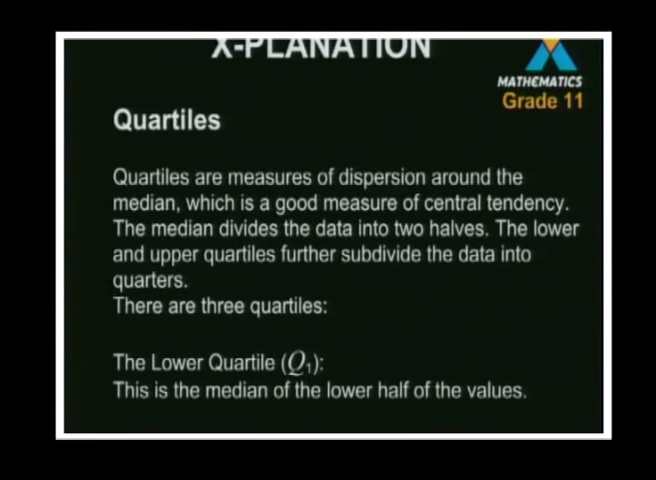 X-PLANATION
MATHEMATICS
Grade 11
Quartiles
Quartiles are measures of dispersion around the
median, which is a good measure of central tendency.
The median divides the data into two halves. The lower
and upper quartiles further subdivide the data into
quarters.
There are three quartiles:
The Lower Quartile (Q₁):
This is the median of the lower half of the values.